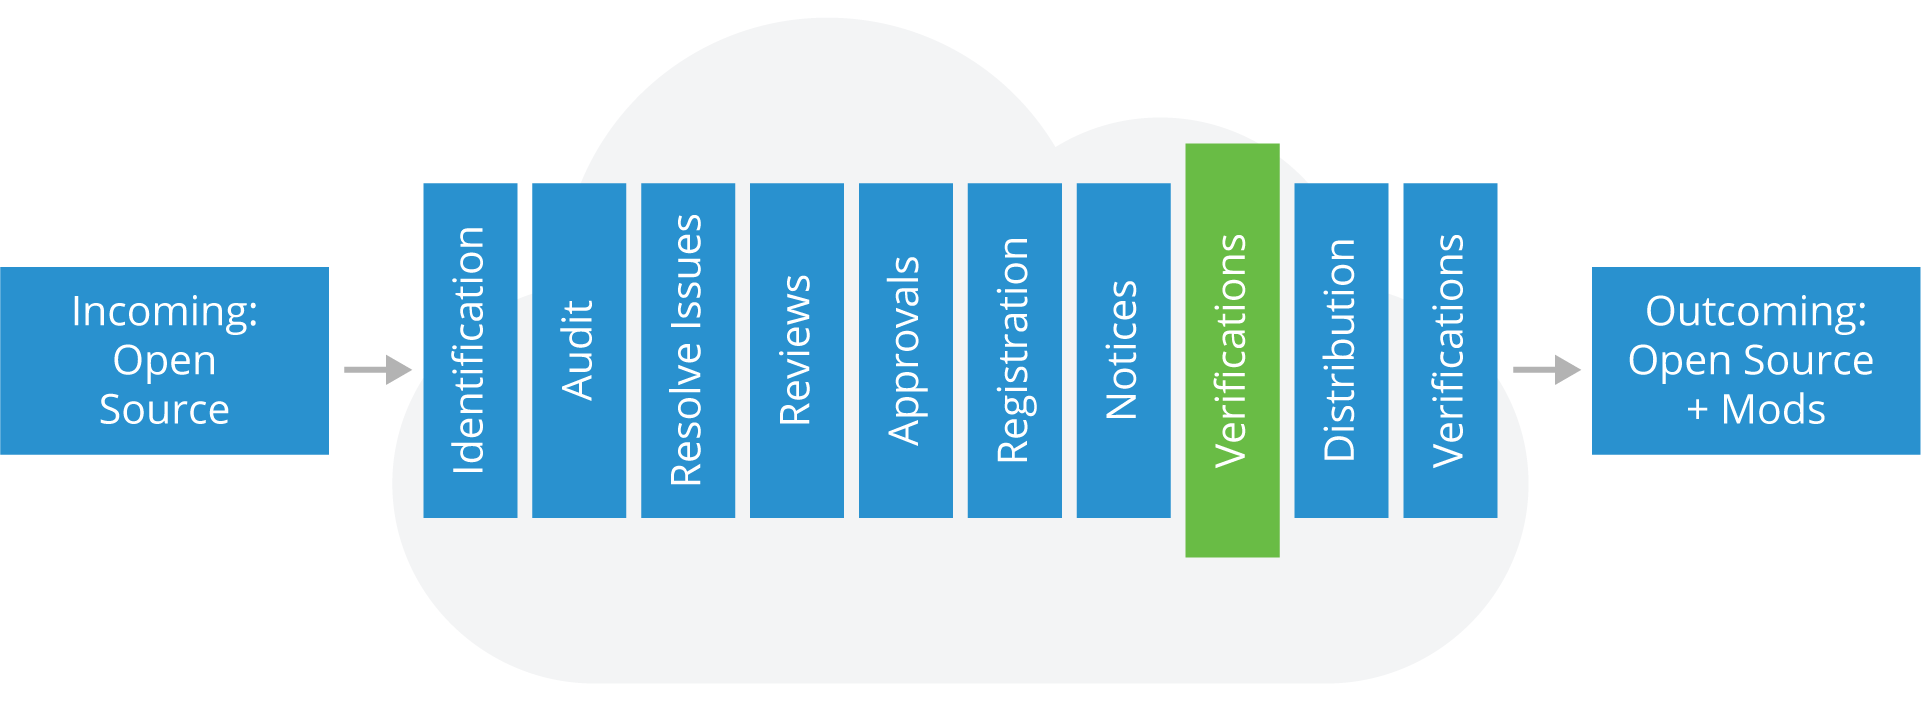 Incoming:
Open
Source
Identification
Audit
Resolve Issues
Reviews
Approvals
Registration
Notices
Verifications
Distribution
Verifications
Outcoming:
Open Source
+ Mods